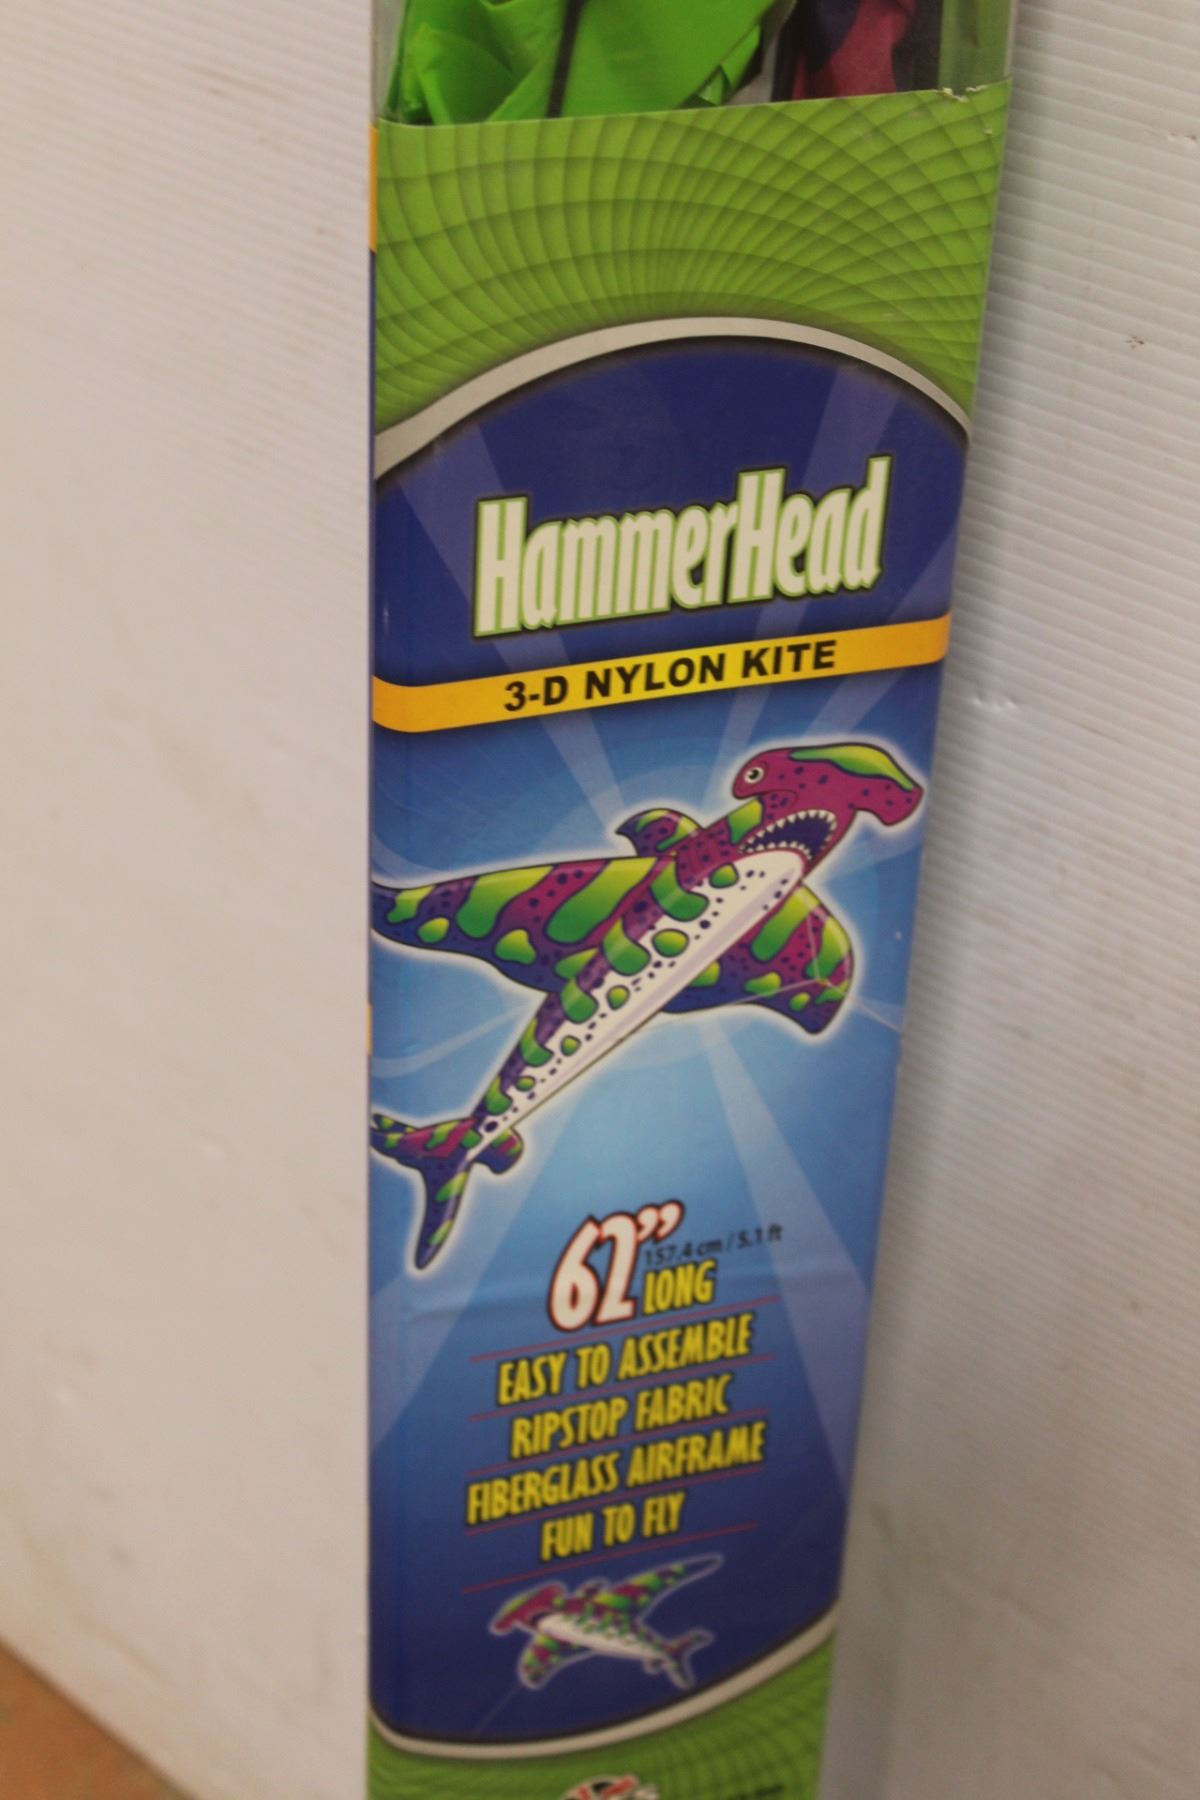 HammerHead
3-D NYLON KITE
62”
157.4 cm / 5.1 ft
LONG
EASY TO ASSEMBLE
RIPSTOP FABRIC
FIBERGLASS AIRFRAME
FUN TO FLY